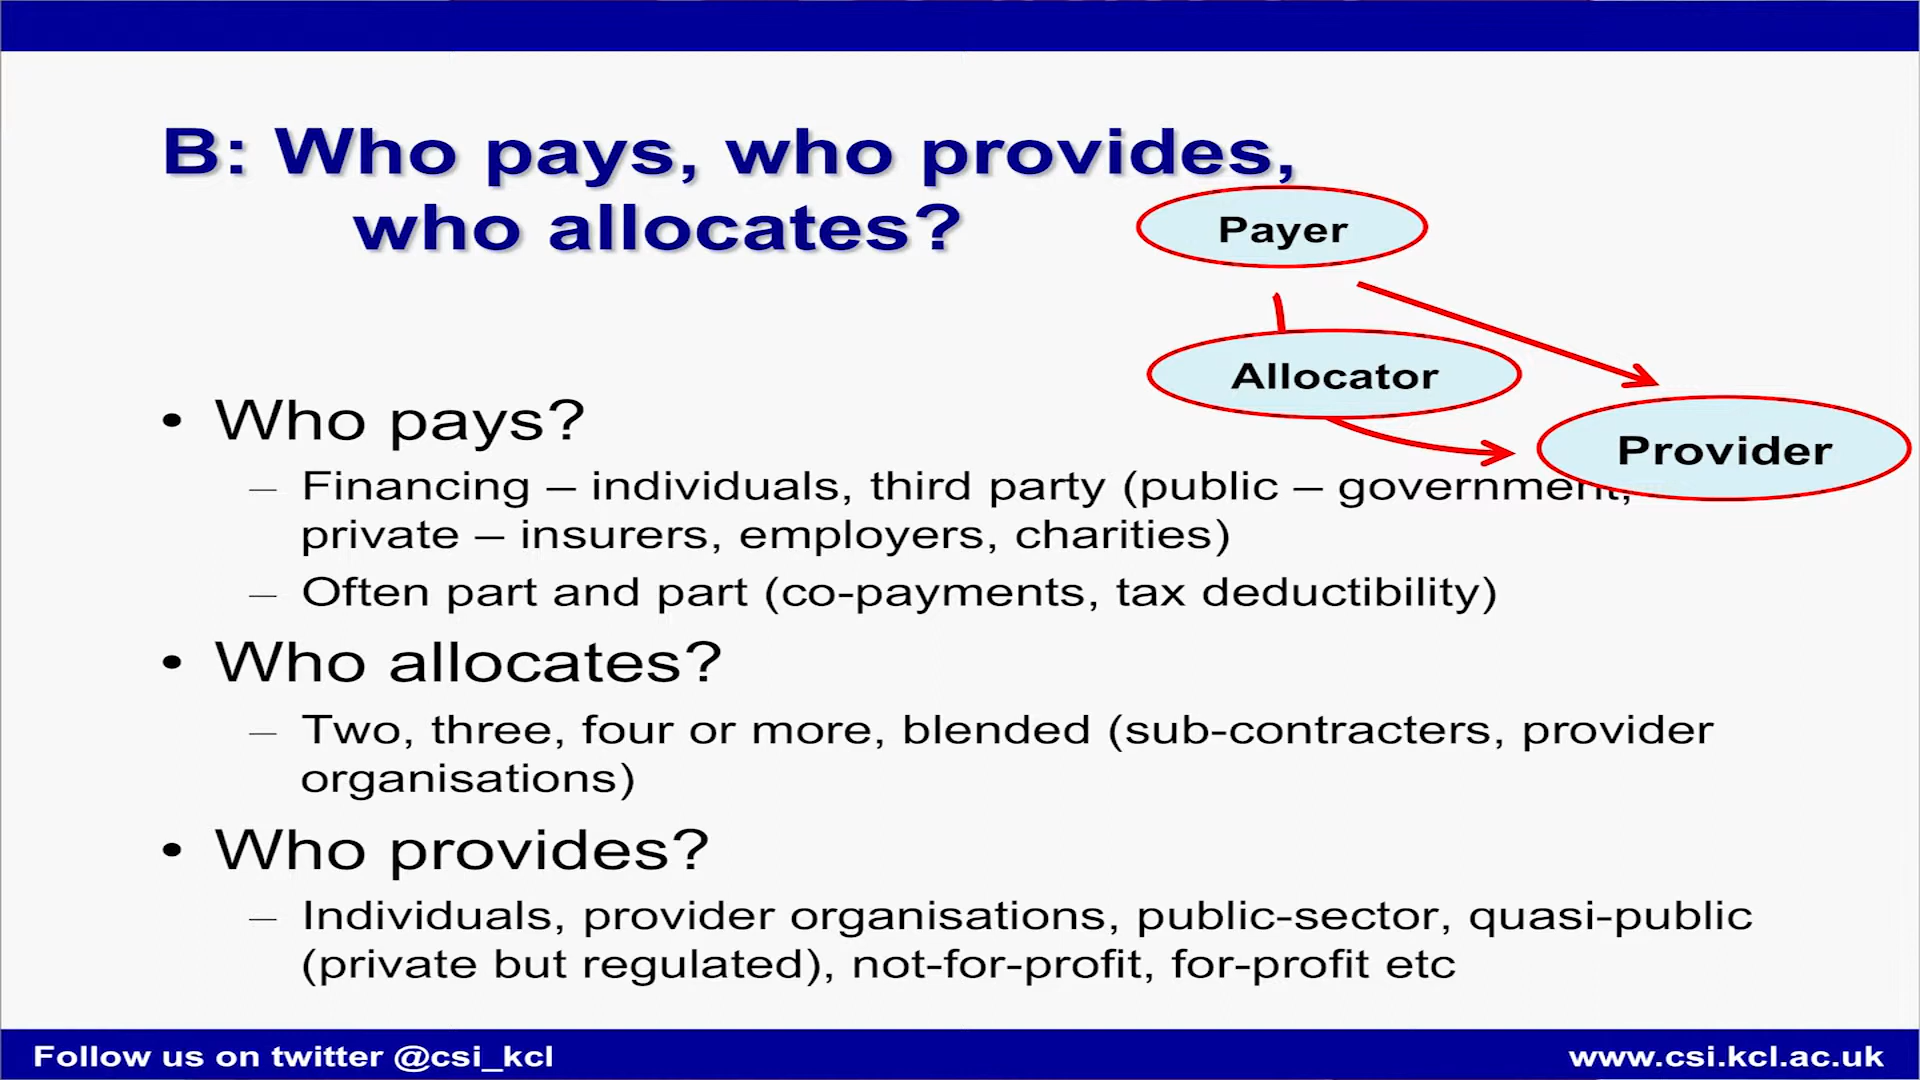 B: Who pays, who provides,
who allocates?
Payer
Allocator
Provider
• Who pays?
– Financing – individuals, third party (public – government,
private – insurers, employers, charities)
– Often part and part (co-payments, tax deductibility)
• Who allocates?
– Two, three, four or more, blended (sub-contracters, provider
organisations)
• Who provides?
– Individuals, provider organisations, public-sector, quasi-public
(private but regulated), not-for-profit, for-profit etc
Follow us on twitter @csi_kcl
www.csi.kcl.ac.uk